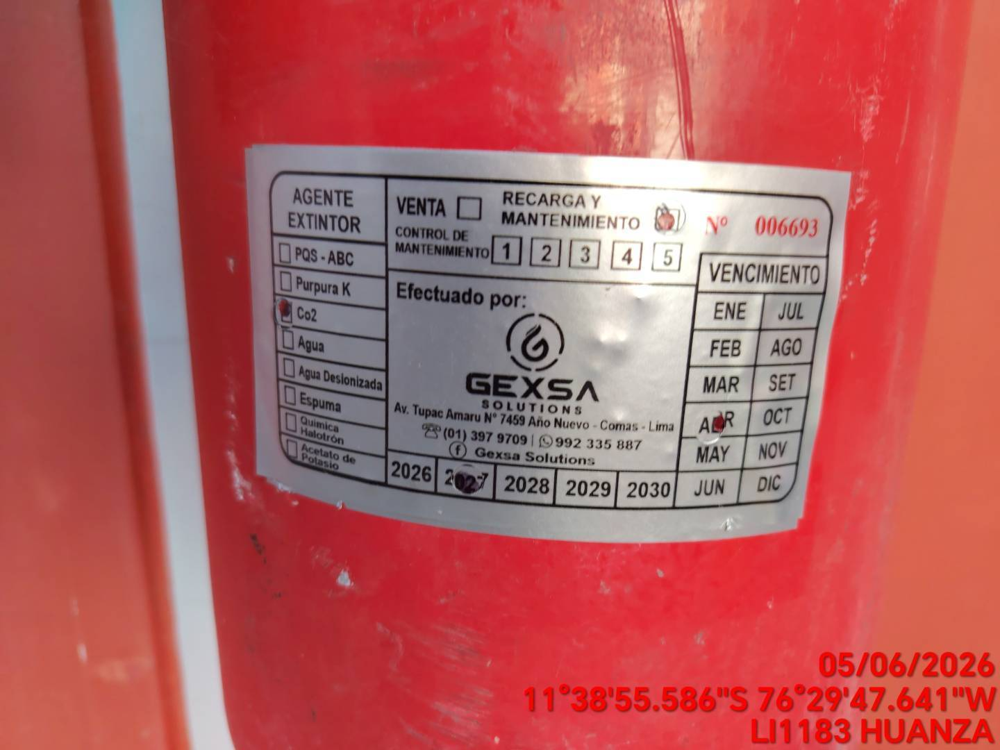 AGENTE
EXTINTOR
PQS - ABC
Purpura K
Co2
Agua
Agua Desionizada
Espuma
Quimica
Halotrón
Acetato de
Potasio
VENTA
RECARGA Y
MANTENIMIENTO
CONTROL DE
MANTENIMIENTO 1 2 3 4 5
Nº 006693
Efectuado por:
GEXSA
SOLUTIONS
Av. Tupac Amaru N° 7459 Año Nuevo - Comas - Lima
(01) 397 9709 | 992 335 887
Gexsa Solutions
2026 2027 2028 2029 2030
VENCIMIENTO
ENE JUL
FEB AGO
MAR SET
ABR OCT
MAY NOV
JUN DIC
05/06/2026
11°38'55.586"S 76°29'47.641"W
LI1183 HUANZA